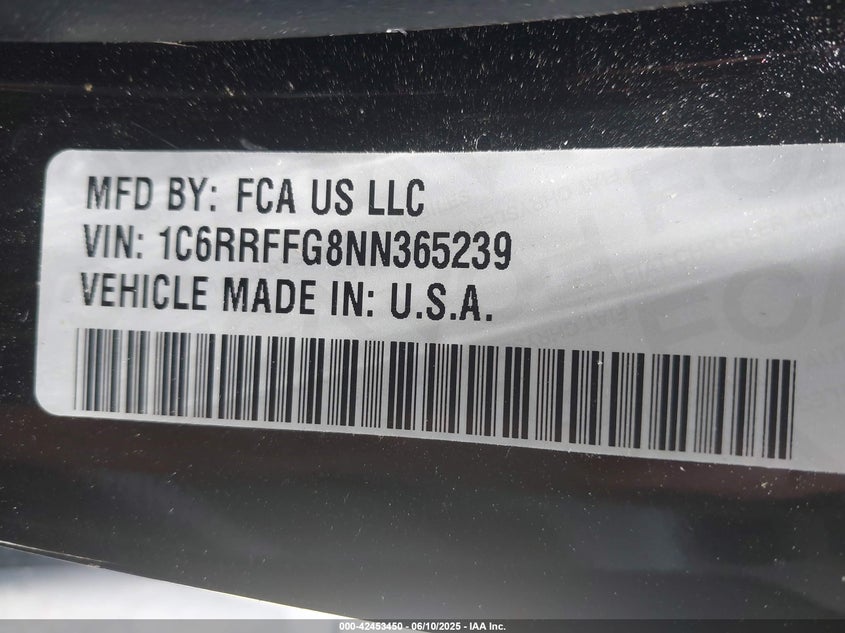 MFD BY: FCA US LLC
VIN: 1C6RRFFG8NN365239
VEHICLE MADE IN: U.S.A.
000-42453450 - 06/10/2025 - IAA Inc.